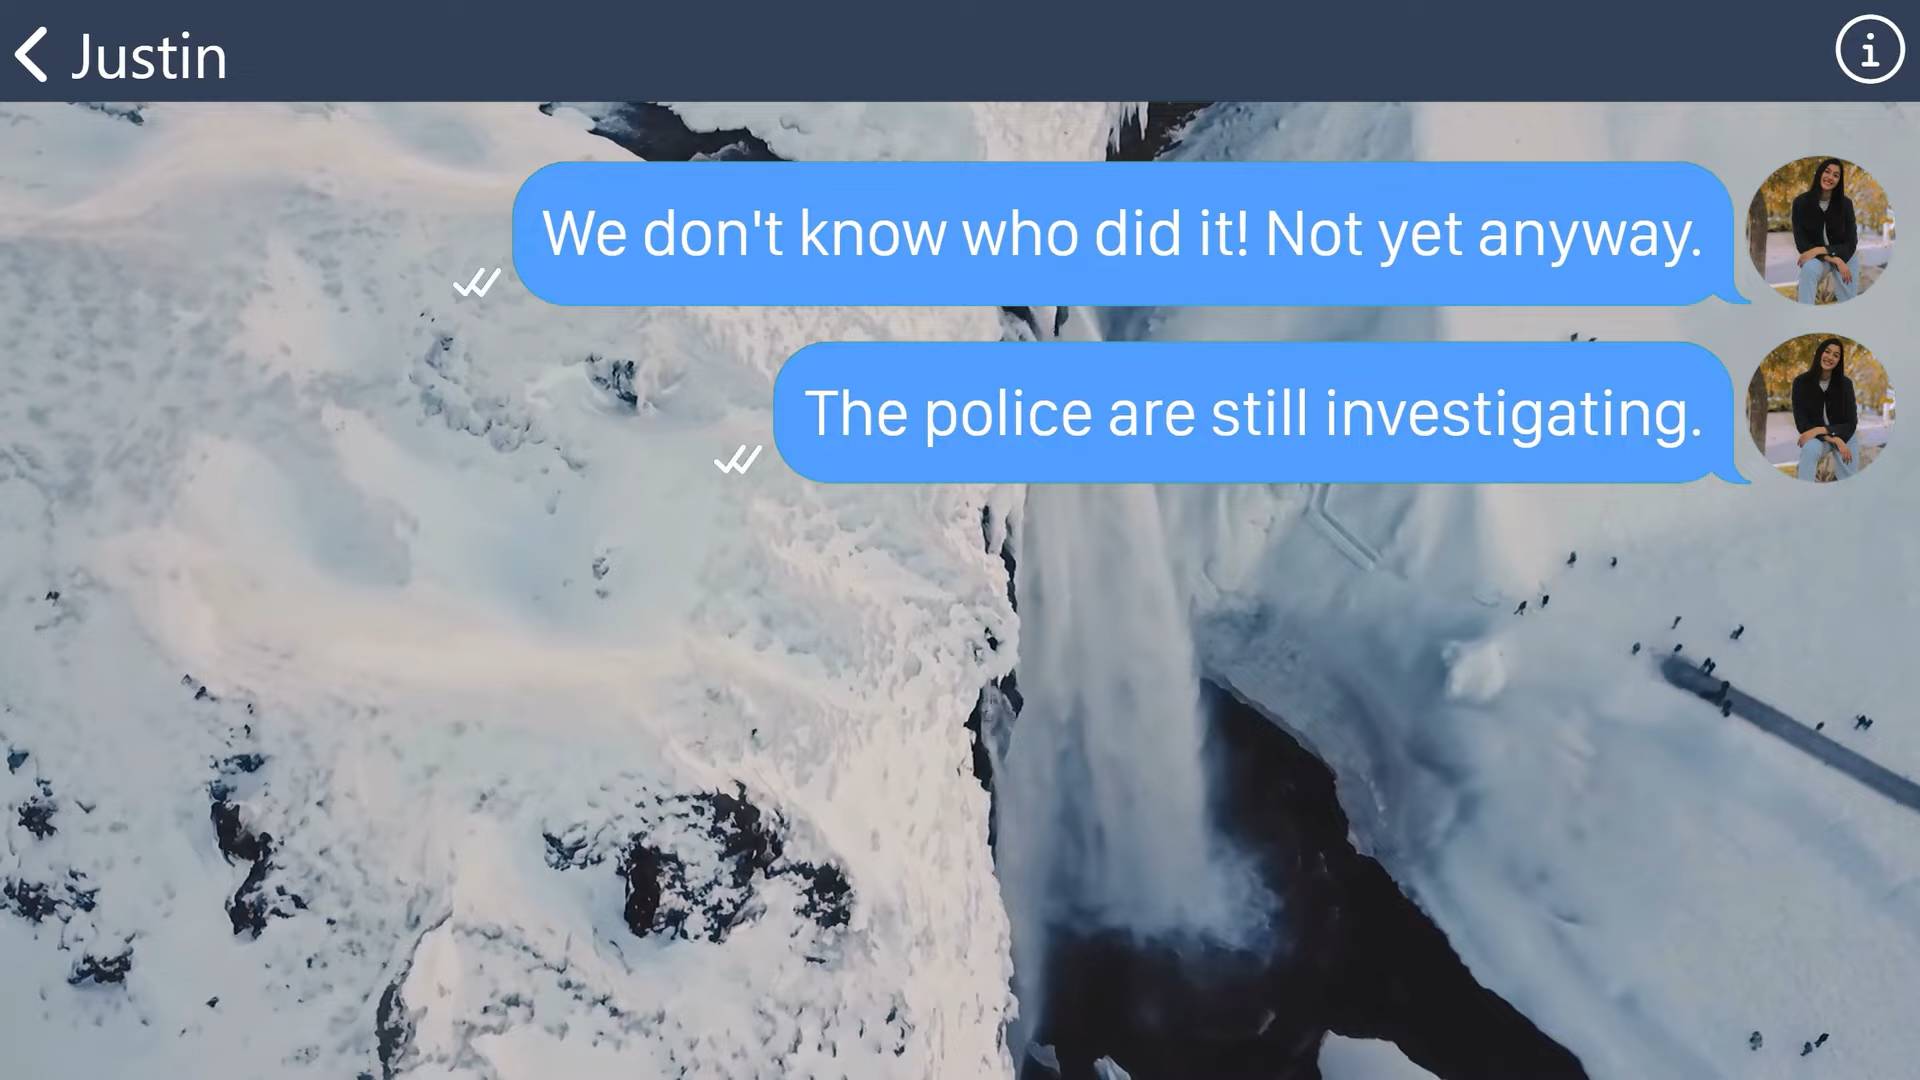 Justin
We don't know who did it! Not yet anyway.
The police are still investigating.